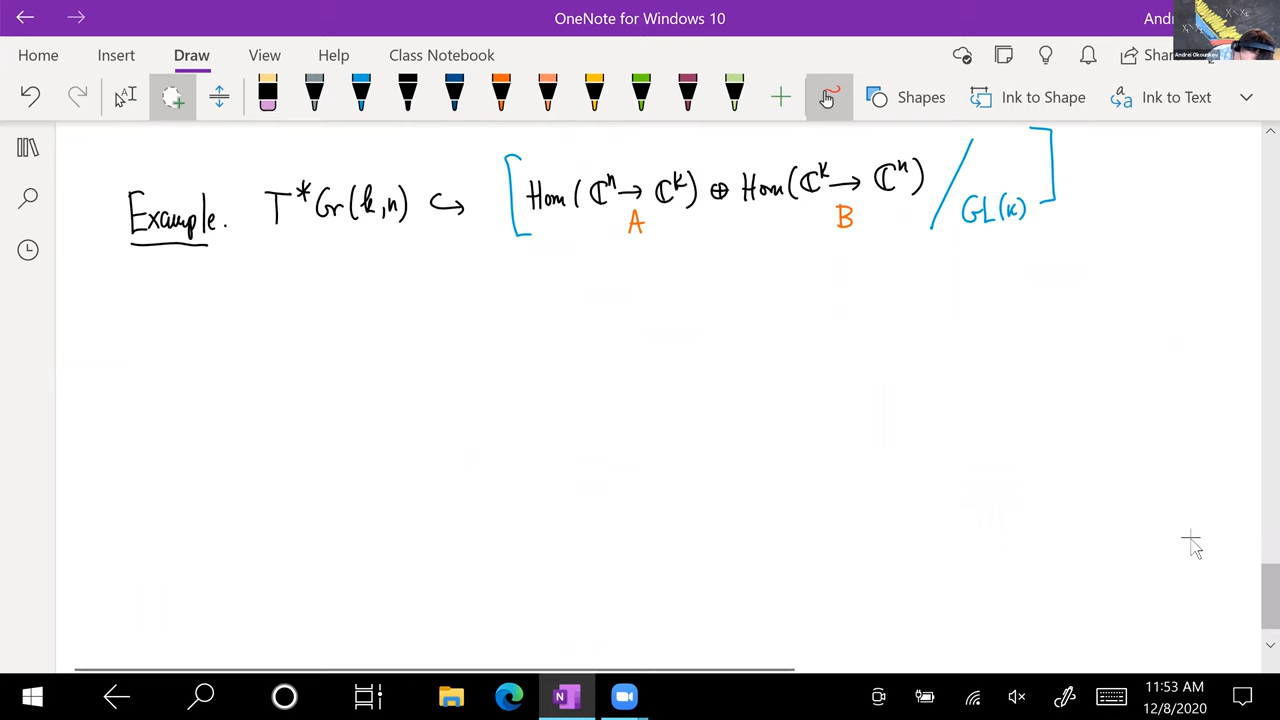 OneNote for Windows 10
Home Insert Draw View Help Class Notebook
Shapes Ink to Shape Ink to Text
Example. T*Gr(k,n) ↪ [Hom(ℂⁿ → ℂᵏ) ⊕ Hom(ℂᵏ → ℂⁿ) / GL(k)]
A B
11:53 AM
12/8/2020